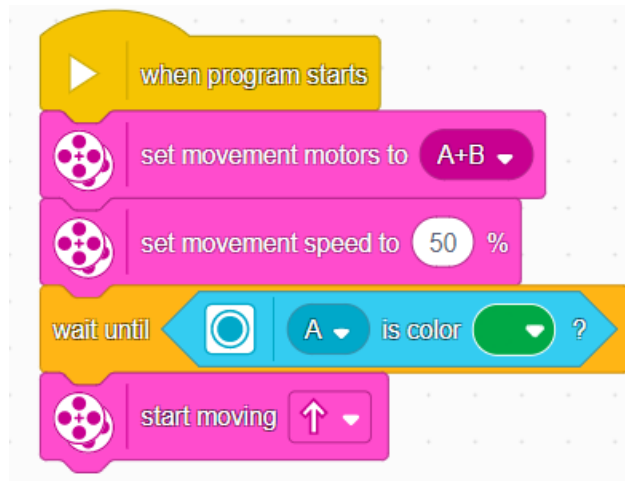 when program starts
set movement motors to A+B
set movement speed to 50 %
wait until A is color ?
start moving